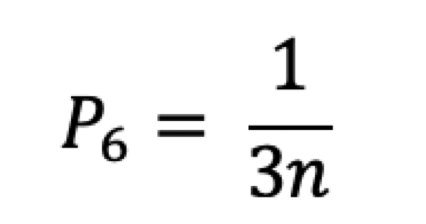 P₆ = 1/3n